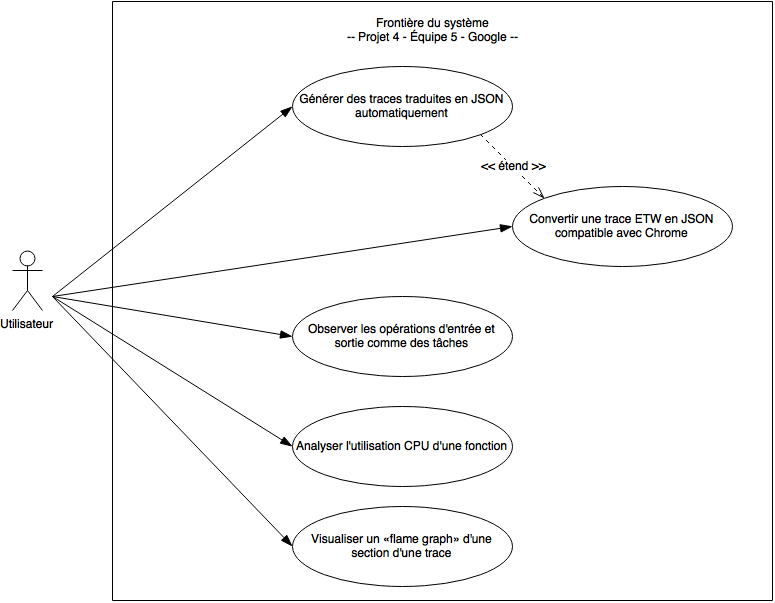 Frontière du système
-- Projet 4 - Équipe 5 - Google --
Générer des traces traduites en JSON
automatiquement
<< étend >>
Convertir une trace ETW en JSON
compatible avec Chrome
Utilisateur
Observer les opérations d'entrée et
sortie comme des tâches
Analyser l'utilisation CPU d'une fonction
Visualiser un «flame graph» d'une
section d'une trace